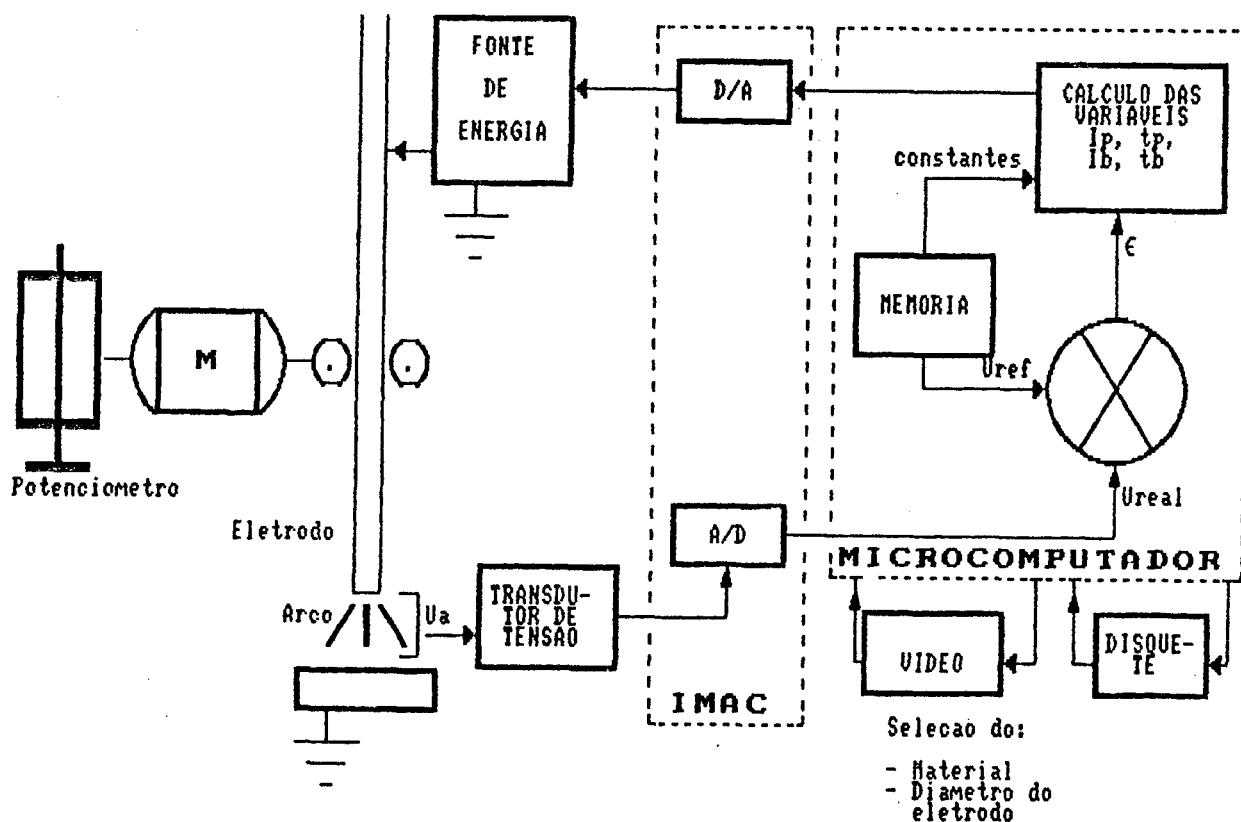 FONTE
DE
ENERGIA
D/A
CALCULO DAS
VARIAVEIS
Ip, tp,
Ib, tb
constantes
ϵ
MEMORIA
Uref
M
Potenciometro
Eletrodo
Ureal
A/D
MICROCOMPUTADOR
Arco
Ua
TRANSDU-
TOR DE
TENSAO
VIDEO
DISQUE-
TE
IMAC
Selecao do:
- Material
- Diametro do
eletrodo